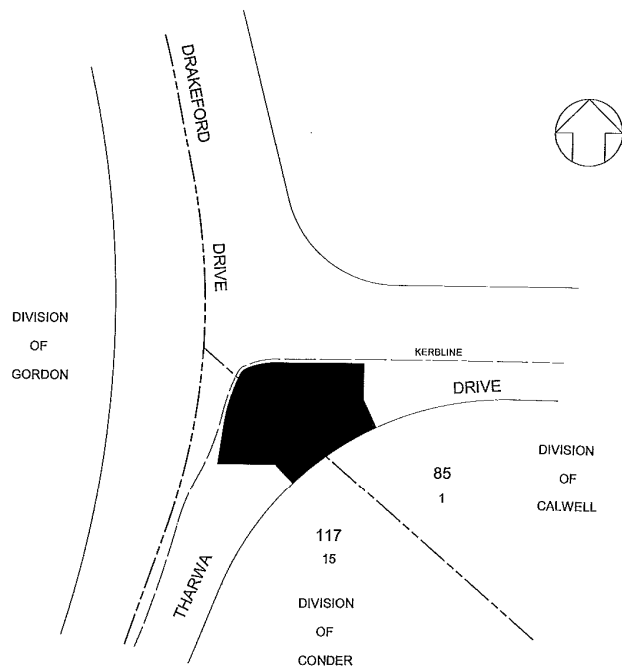 DRAKEFORD
DRIVE
DIVISION
OF
GORDON
KERBLINE
DRIVE
85
1
DIVISION
OF
CALWELL
117
15
THARWA
DIVISION
OF
CONDER